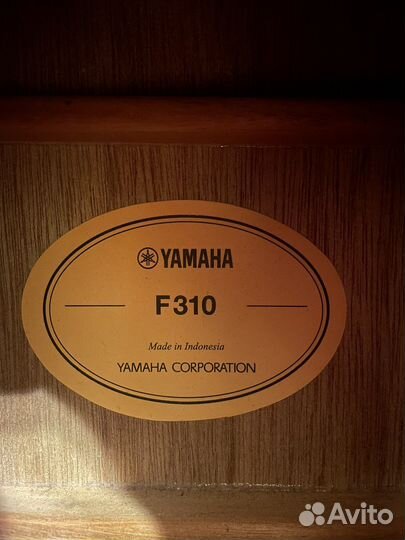 YAMAHA
F310
Made in Indonesia
YAMAHA CORPORATION
Avito